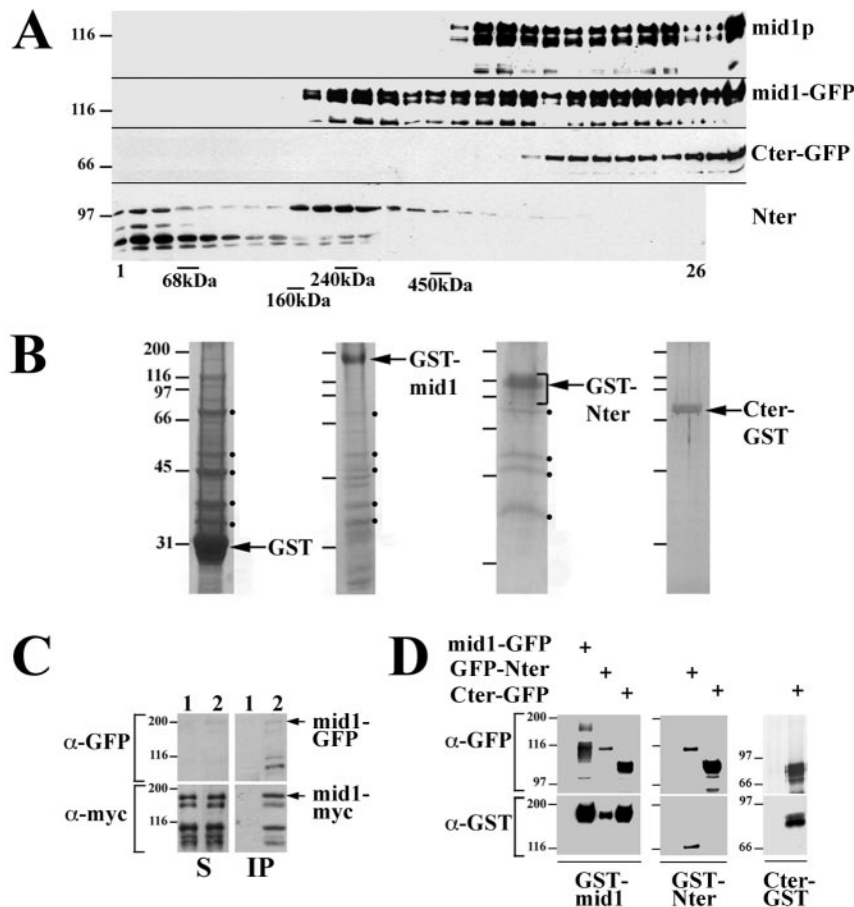 A
116
mid1p
116
mid1-GFP
66
Cter-GFP
97
Nter
1
68kDa
160kDa
240kDa
450kDa
26
B
200
116
97
66
45
31
GST
GST-
mid1
GST-
Nter
Cter-
GST
C
1 2 1 2
α-GFP
200
116
mid1-
GFP
α-myc
200
116
mid1-
myc
S IP
D
mid1-GFP +
GFP-Nter + +
Cter-GFP + + +
α-GFP
200
116
97
97
66
α-GST
200
116
97
66
GST-
mid1
GST-
Nter
Cter-
GST